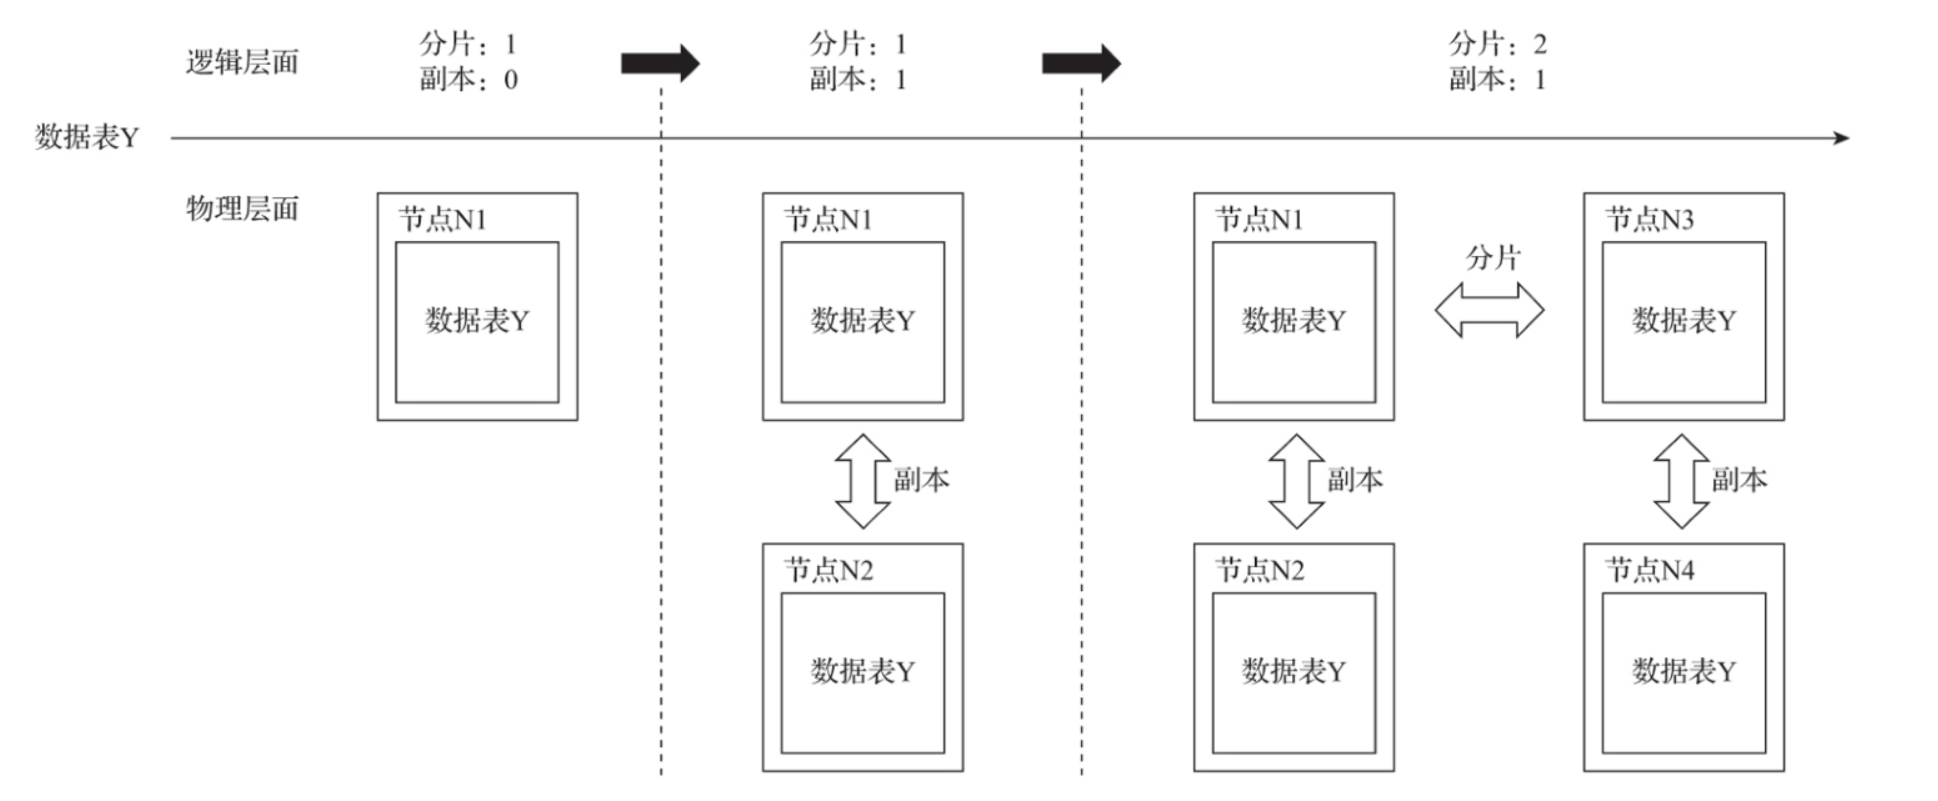 逻辑层面
分片：1
副本：0
分片：1
副本：1
分片：2
副本：1
数据表Y
物理层面
节点N1
数据表Y
节点N1
数据表Y
副本
节点N2
数据表Y
节点N1
数据表Y
分片
节点N3
数据表Y
副本
副本
节点N2
数据表Y
节点N4
数据表Y